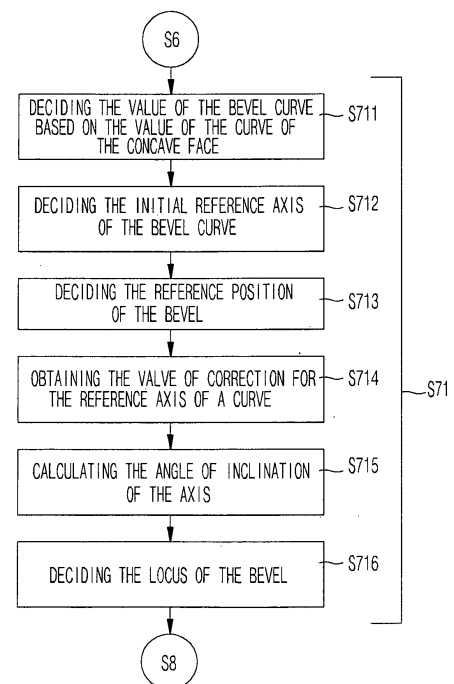 S6
DECIDING THE VALUE OF THE BEVEL CURVE
BASED ON THE VALUE OF THE CURVE OF
THE CONCAVE FACE
S711
DECIDING THE INITIAL REFERENCE AXIS
OF THE BEVEL CURVE
S712
DECIDING THE REFERENCE POSITION
OF THE BEVEL
S713
OBTAINING THE VALVE OF CORRECTION FOR
THE REFERENCE AXIS OF A CURVE
S714
S71
CALCULATING THE ANGLE OF INCLINATION
OF THE AXIS
S715
DECIDING THE LOCUS OF THE BEVEL
S716
S8